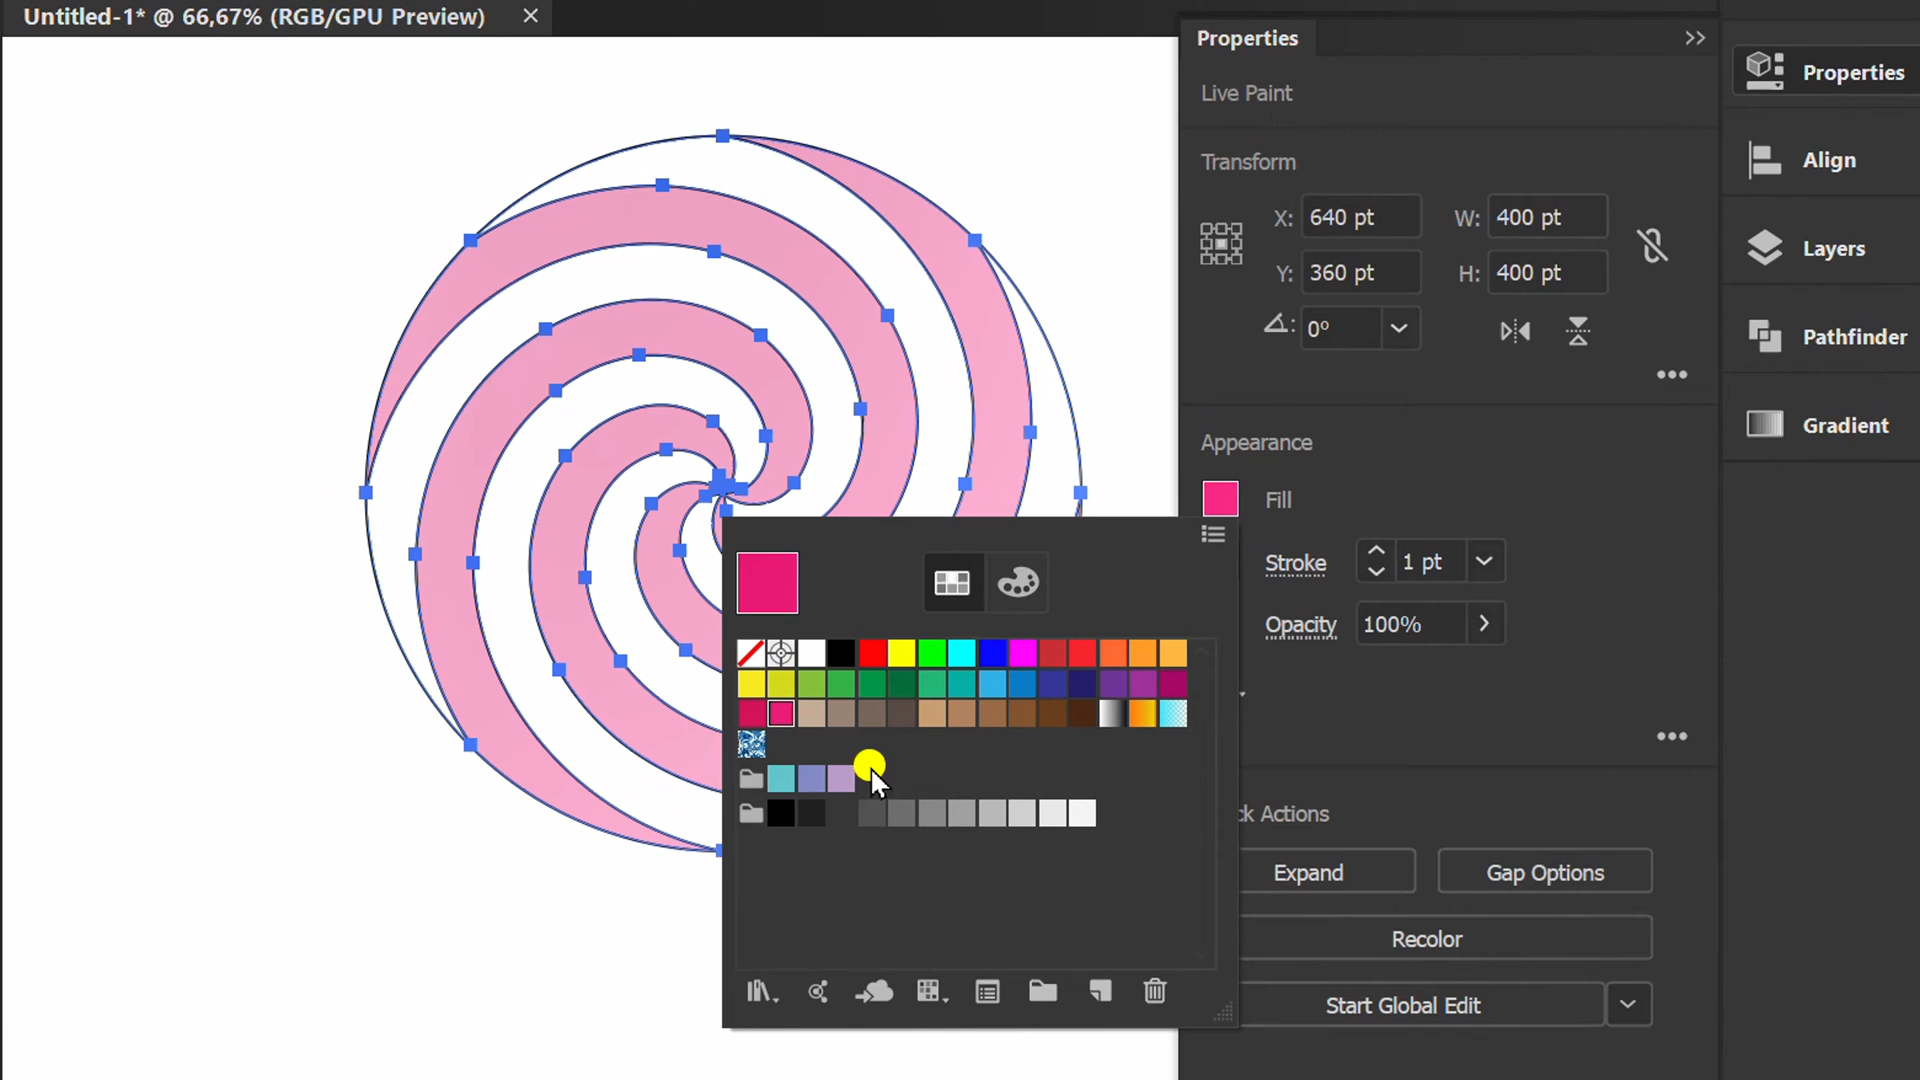 Untitled-1* @ 66,67% (RGB/GPU Preview)
Properties
Live Paint
Transform
X: 640 pt W: 400 pt
Y: 360 pt H: 400 pt
0°
Appearance
Fill
Stroke 1 pt
Opacity 100%
ck Actions
Expand Gap Options
Recolor
Start Global Edit
Properties
Align
Layers
Pathfinder
Gradient